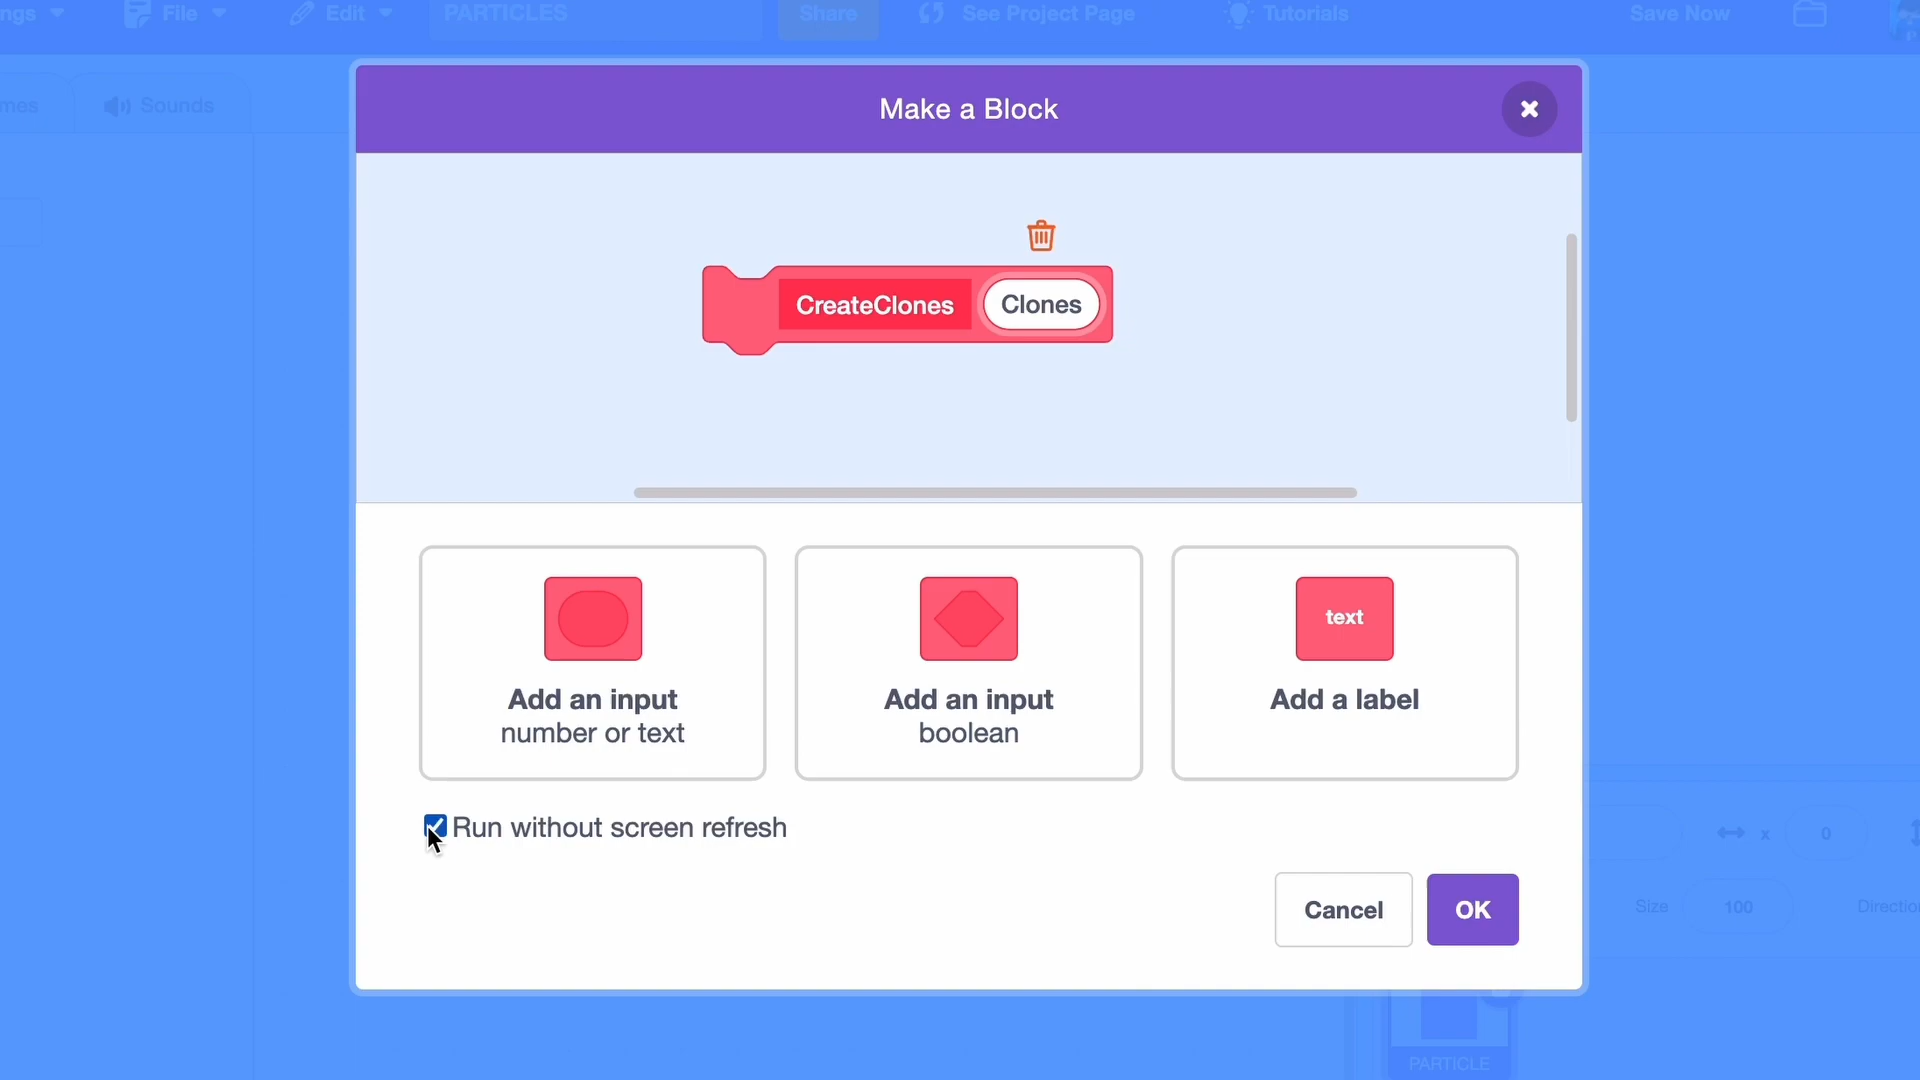 ngs File Edit PARTICLES Share See Project Page Tutorials Save Now
mes Sounds
Make a Block
CreateClones Clones
text
Add an input
number or text
Add an input
boolean
Add a label
Run without screen refresh
x 0
Cancel OK
Size 100 Direction
PARTICLE